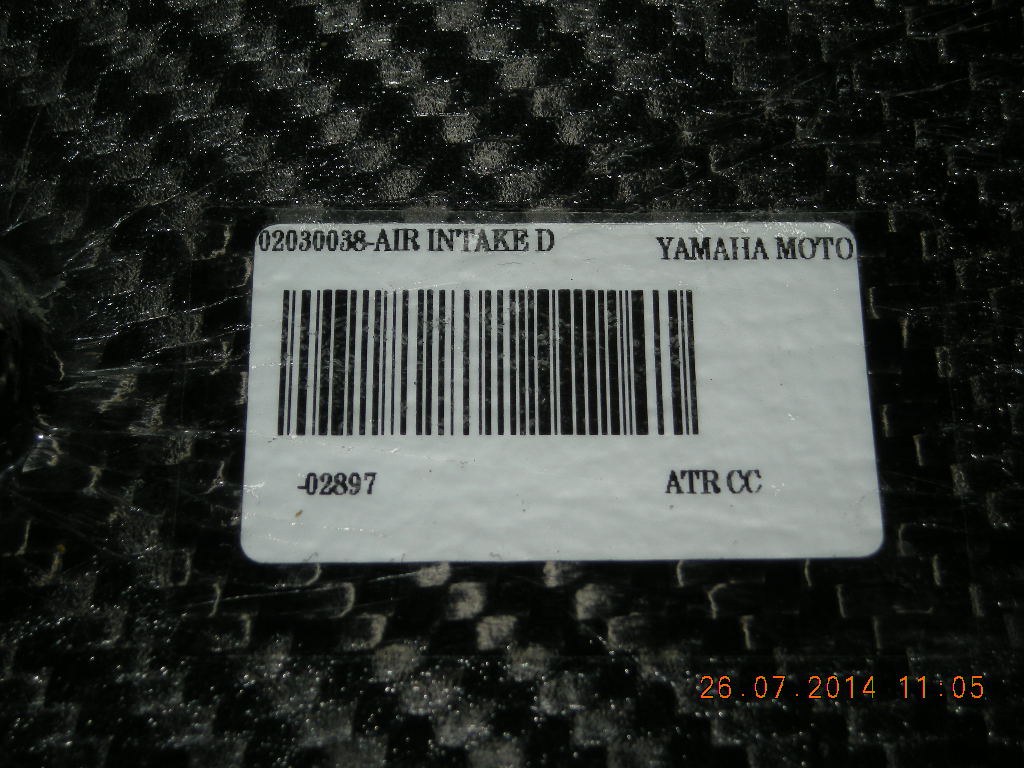 02030038-AIR INTAKE D YAMAHA MOTO
-02897 ATR CC
26.07.2014 11:05